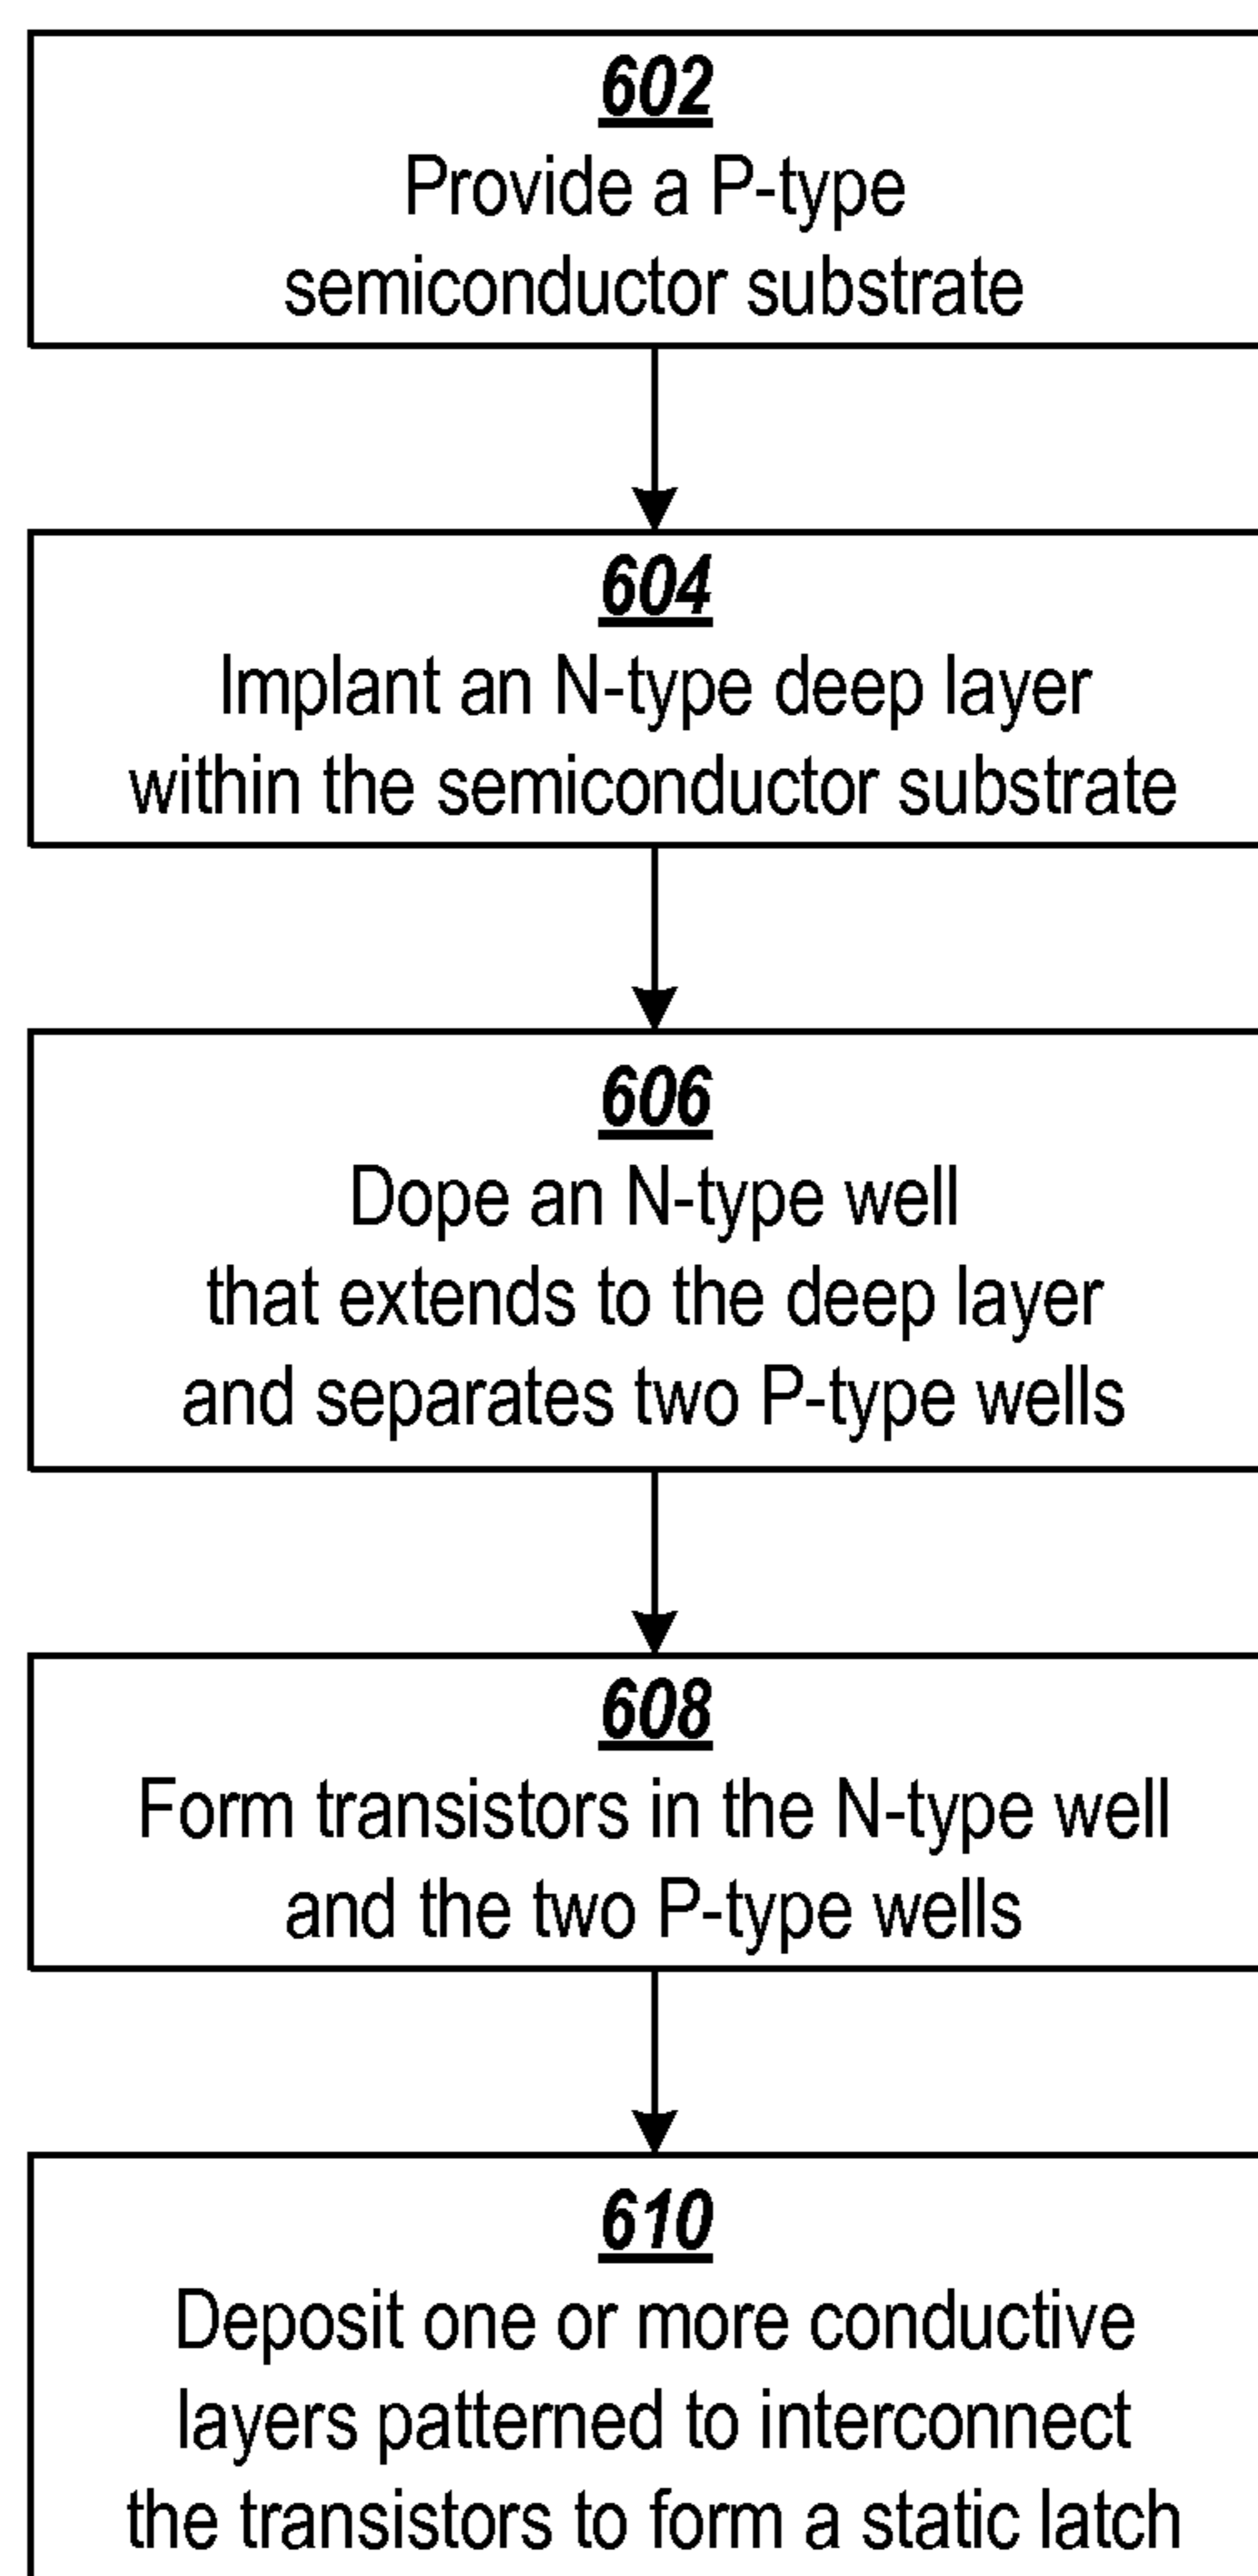 602
Provide a P-type
semiconductor substrate
604
Implant an N-type deep layer
within the semiconductor substrate
606
Dope an N-type well
that extends to the deep layer
and separates two P-type wells
608
Form transistors in the N-type well
and the two P-type wells
610
Deposit one or more conductive
layers patterned to interconnect
the transistors to form a static latch